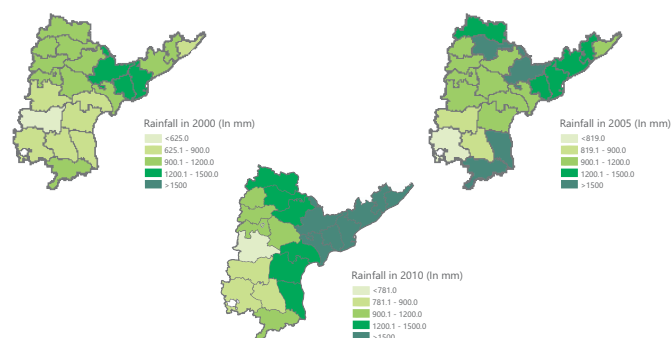 Rainfall in 2000 (In mm)
<625.0
625.1 - 900.0
900.1 - 1200.0
1200.1 - 1500.0
>1500
Rainfall in 2005 (In mm)
<819.0
819.1 - 900.0
900.1 - 1200.0
1200.1 - 1500.0
>1500
Rainfall in 2010 (In mm)
<781.0
781.1 - 900.0
900.1 - 1200.0
1200.1 - 1500.0
>1500